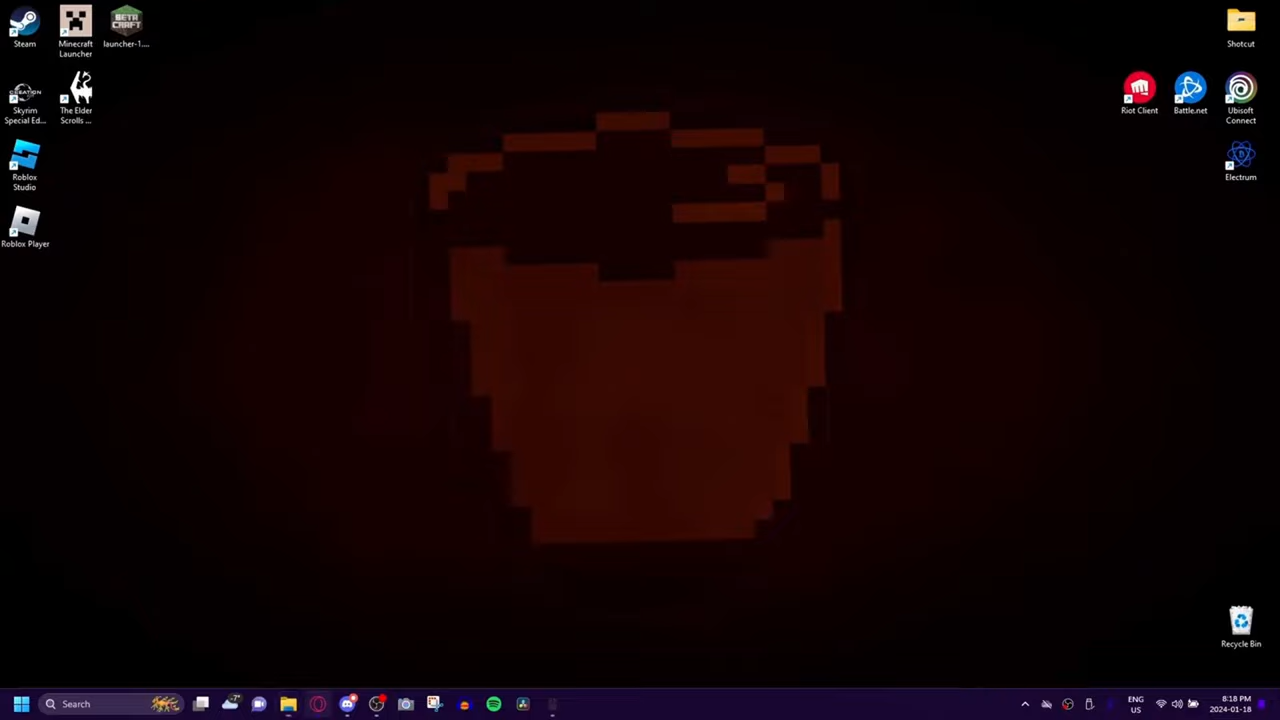 Steam
Minecraft
Launcher
BETA
CRAFT
launcher-1....
Skyrim
Special Ed...
The Elder
Scrolls ...
Roblox
Studio
Roblox Player
Shotcut
Riot Client
Battle.net
Ubisoft
Connect
Electrum
Recycle Bin
Search
ENG
US
8:18 PM
2024-01-18